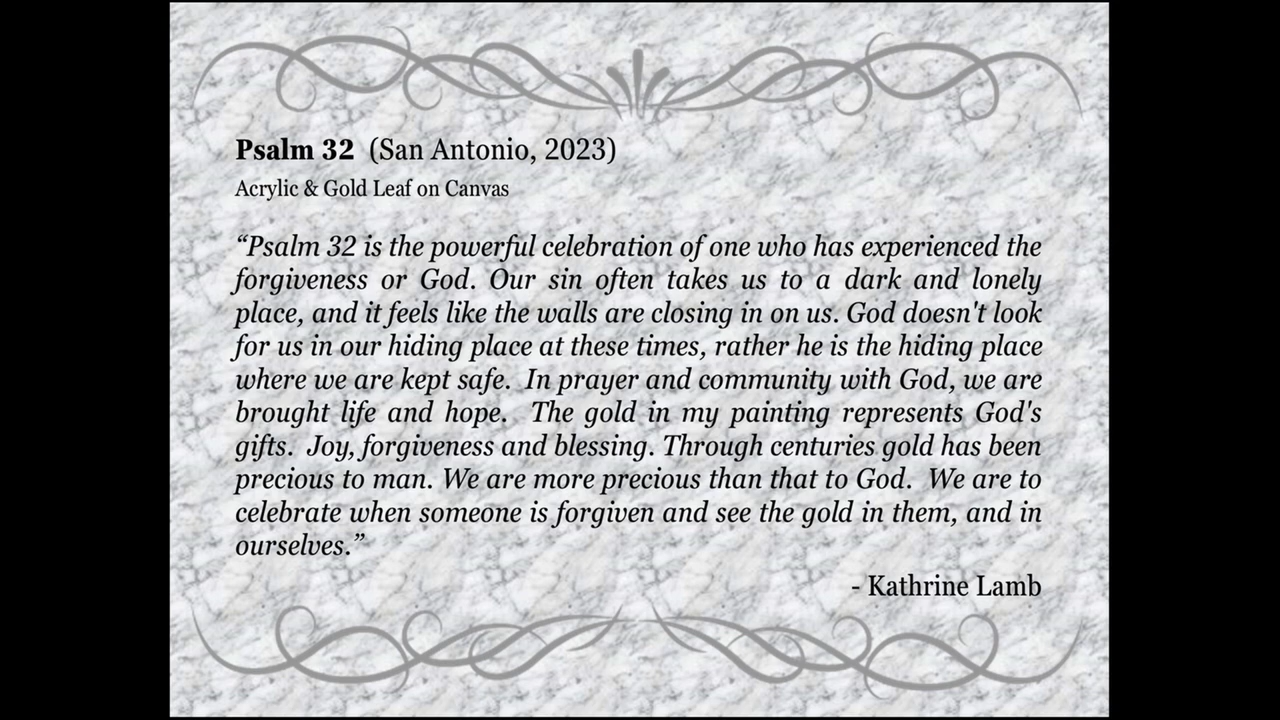 Psalm 32 (San Antonio, 2023)
Acrylic & Gold Leaf on Canvas
“Psalm 32 is the powerful celebration of one who has experienced the
forgiveness or God. Our sin often takes us to a dark and lonely
place, and it feels like the walls are closing in on us. God doesn't look
for us in our hiding place at these times, rather he is the hiding place
where we are kept safe. In prayer and community with God, we are
brought life and hope. The gold in my painting represents God's
gifts. Joy, forgiveness and blessing. Through centuries gold has been
precious to man. We are more precious than that to God. We are to
celebrate when someone is forgiven and see the gold in them, and in
ourselves.”
- Kathrine Lamb